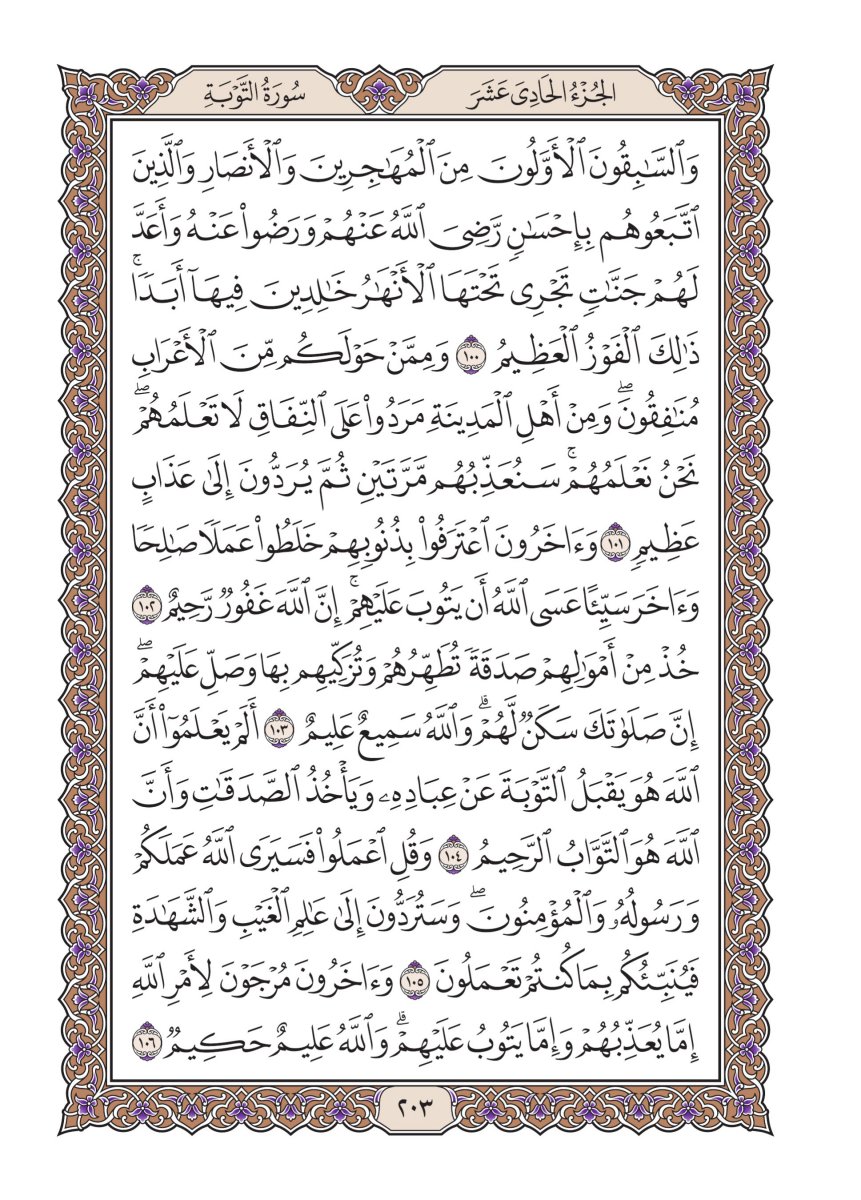 الجُزْءُ الحَادِى عَشَرَ
سُورَةُ التَّوْبَةِ
وَٱلسَّٰبِقُونَ ٱلْأَوَّلُونَ مِنَ ٱلْمُهَٰجِرِينَ وَٱلْأَنصَارِ وَٱلَّذِينَ
ٱتَّبَعُوهُم بِإِحْسَٰنٍ رَّضِىَ ٱللَّهُ عَنْهُمْ وَرَضُوا۟ عَنْهُ وَأَعَدَّ
لَهُمْ جَنَّٰتٍ تَجْرِى تَحْتَهَا ٱلْأَنْهَٰرُ خَٰلِدِينَ فِيهَآ أَبَدًا ۚ
ذَٰلِكَ ٱلْفَوْزُ ٱلْعَظِيمُ ١٠٠ وَمِمَّنْ حَوْلَكُم مِّنَ ٱلْأَعْرَابِ
مُنَٰفِقُونَ ۖ وَمِنْ أَهْلِ ٱلْمَدِينَةِ مَرَدُوا۟ عَلَى ٱلنِّفَاقِ لَا تَعْلَمُهُمْ ۖ
نَحْنُ نَعْلَمُهُمْ ۚ سَنُعَذِّبُهُم مَّرَّتَيْنِ ثُمَّ يُرَدُّونَ إِلَىٰ عَذَابٍ
عَظِيمٍ ١٠١ وَءَاخَرُونَ ٱعْتَرَفُوا۟ بِذُنُوبِهِمْ خَلَطُوا۟ عَمَلًا صَٰلِحًا
وَءَاخَرَ سَيِّئًا عَسَى ٱللَّهُ أَن يَتُوبَ عَلَيْهِمْ ۚ إِنَّ ٱللَّهَ غَفُورٌ رَّحِيمٌ ١٠٢
خُذْ مِنْ أَمْوَٰلِهِمْ صَدَقَةً تُطَهِّرُهُمْ وَتُزَكِّيهِم بِهَا وَصَلِّ عَلَيْهِمْ ۖ
إِنَّ صَلَوٰتَكَ سَكَنٌ لَّهُمْ ۗ وَٱللَّهُ سَمِيعٌ عَلِيمٌ ١٠٣ أَلَمْ يَعْلَمُوٓا۟ أَنَّ
ٱللَّهَ هُوَ يَقْبَلُ ٱلتَّوْبَةَ عَنْ عِبَادِهِۦ وَيَأْخُذُ ٱلصَّدَقَٰتِ وَأَنَّ
ٱللَّهَ هُوَ ٱلتَّوَّابُ ٱلرَّحِيمُ ١٠٤ وَقُلِ ٱعْمَلُوا۟ فَسَيَرَى ٱللَّهُ عَمَلَكُمْ
وَرَسُولُهُۥ وَٱلْمُؤْمِنُونَ ۖ وَسَتُرَدُّونَ إِلَىٰ عَٰلِمِ ٱلْغَيْبِ وَٱلشَّهَٰدَةِ
فَيُنَبِّئُكُم بِمَا كُنتُمْ تَعْمَلُونَ ١٠٥ وَءَاخَرُونَ مُرْجَوْنَ لِأَمْرِ ٱللَّهِ
إِمَّا يُعَذِّبُهُمْ وَإِمَّا يَتُوبُ عَلَيْهِمْ ۗ وَٱللَّهُ عَلِيمٌ حَكِيمٌ ١٠٦
٢٠٣